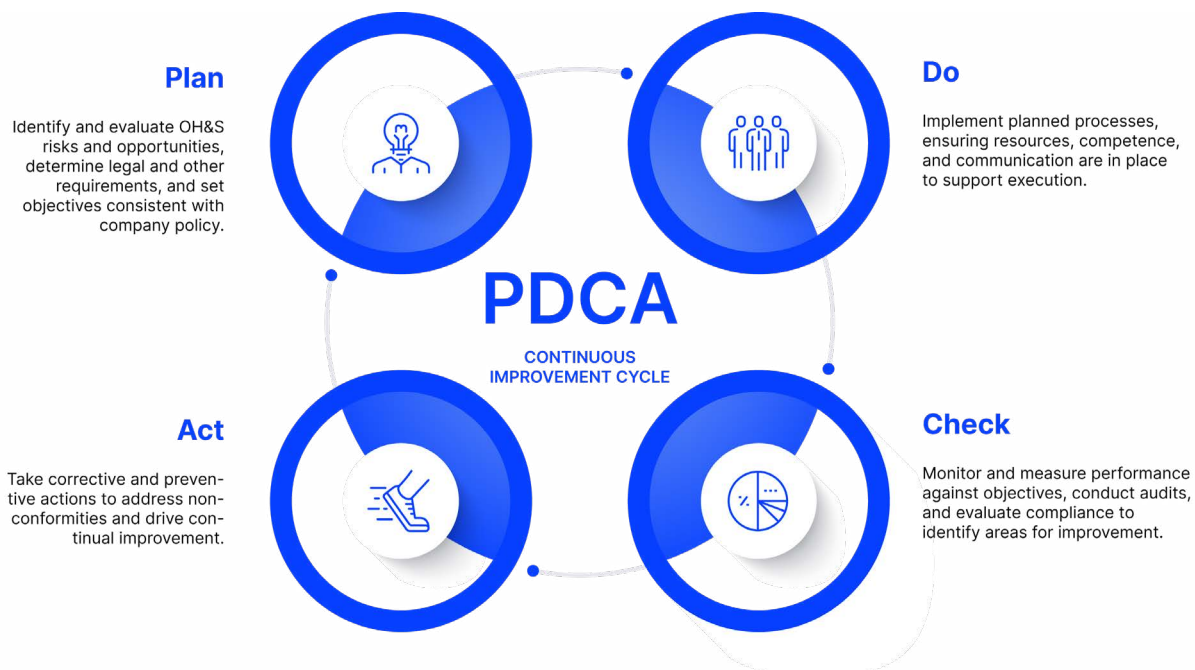 Plan
Identify and evaluate OH&S
risks and opportunities,
determine legal and other
requirements, and set
objectives consistent with
company policy.
Do
Implement planned processes,
ensuring resources, competence,
and communication are in place
to support execution.
PDCA
CONTINUOUS
IMPROVEMENT CYCLE
Act
Take corrective and preven-
tive actions to address non-
conformities and drive con-
tinual improvement.
Check
Monitor and measure performance
against objectives, conduct audits,
and evaluate compliance to
identify areas for improvement.